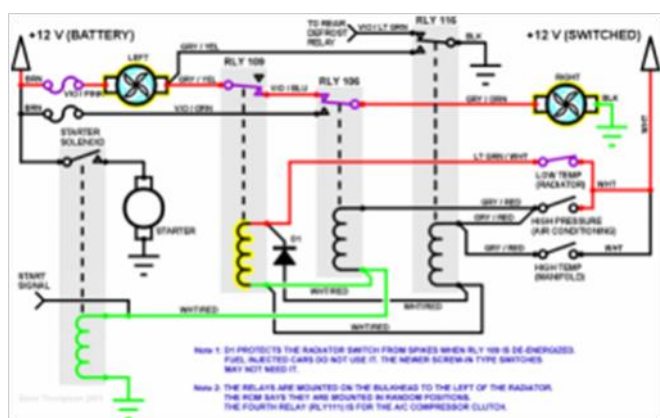 +12 V (BATTERY)
LEFT
GRY / YEL
RLY 109
TO REAR
DEFROST
RELAY
VIO / LT GRN
RLY 116
BLK
+12 V (SWITCHED)
BRN
VIO / PINK
GRY / YEL
VIO / BLU
RLY 106
GRY / GRN
RIGHT
BLK
BRN
VIO / GRN
STARTER
SOLENOID
STARTER
LT GRN / WHT
LOW TEMP
(RADIATOR)
WHT
GRY / RED
GRY / RED
HIGH PRESSURE
(AIR CONDITIONING)
D1
GRY / RED
WHT
HIGH TEMP
(MANIFOLD)
START
SIGNAL
WHT/RED
WHT/RED
WHT/RED
Note 1: D1 PROTECTS THE RADIATOR SWITCH FROM SPIKES WHEN RLY 109 IS DE-ENERGIZED.
FUEL INJECTED CARS DO NOT USE IT. THE NEWER SCREW-IN TYPE SWITCHES
MAY NOT NEED IT.
Note 2: THE RELAYS ARE MOUNTED ON THE BULKHEAD TO THE LEFT OF THE RADIATOR.
THE ROM SAYS THEY ARE MOUNTED IN RANDOM POSITIONS.
THE FOURTH RELAY (RLY111) IS FOR THE A/C COMPRESSOR CLUTCH.